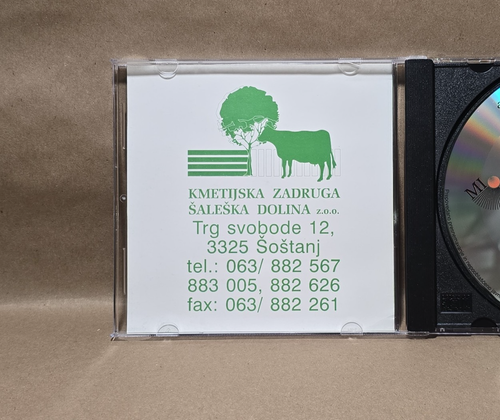 KMETIJSKA ZADRUGA
ŠALEŠKA DOLINA z.o.o.
Trg svobode 12,
3325 Šoštanj
tel.: 063/ 882 567
883 005, 882 626
fax: 063/ 882 261